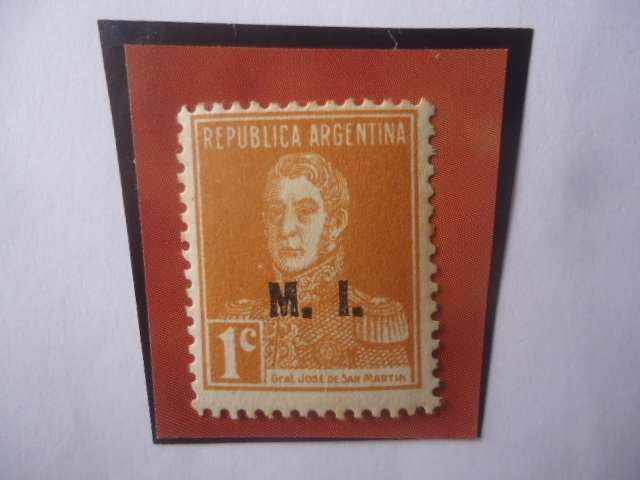 REPUBLICA ARGENTINA
M. I.
1c
Gral. JOSE DE SAN MARTIN